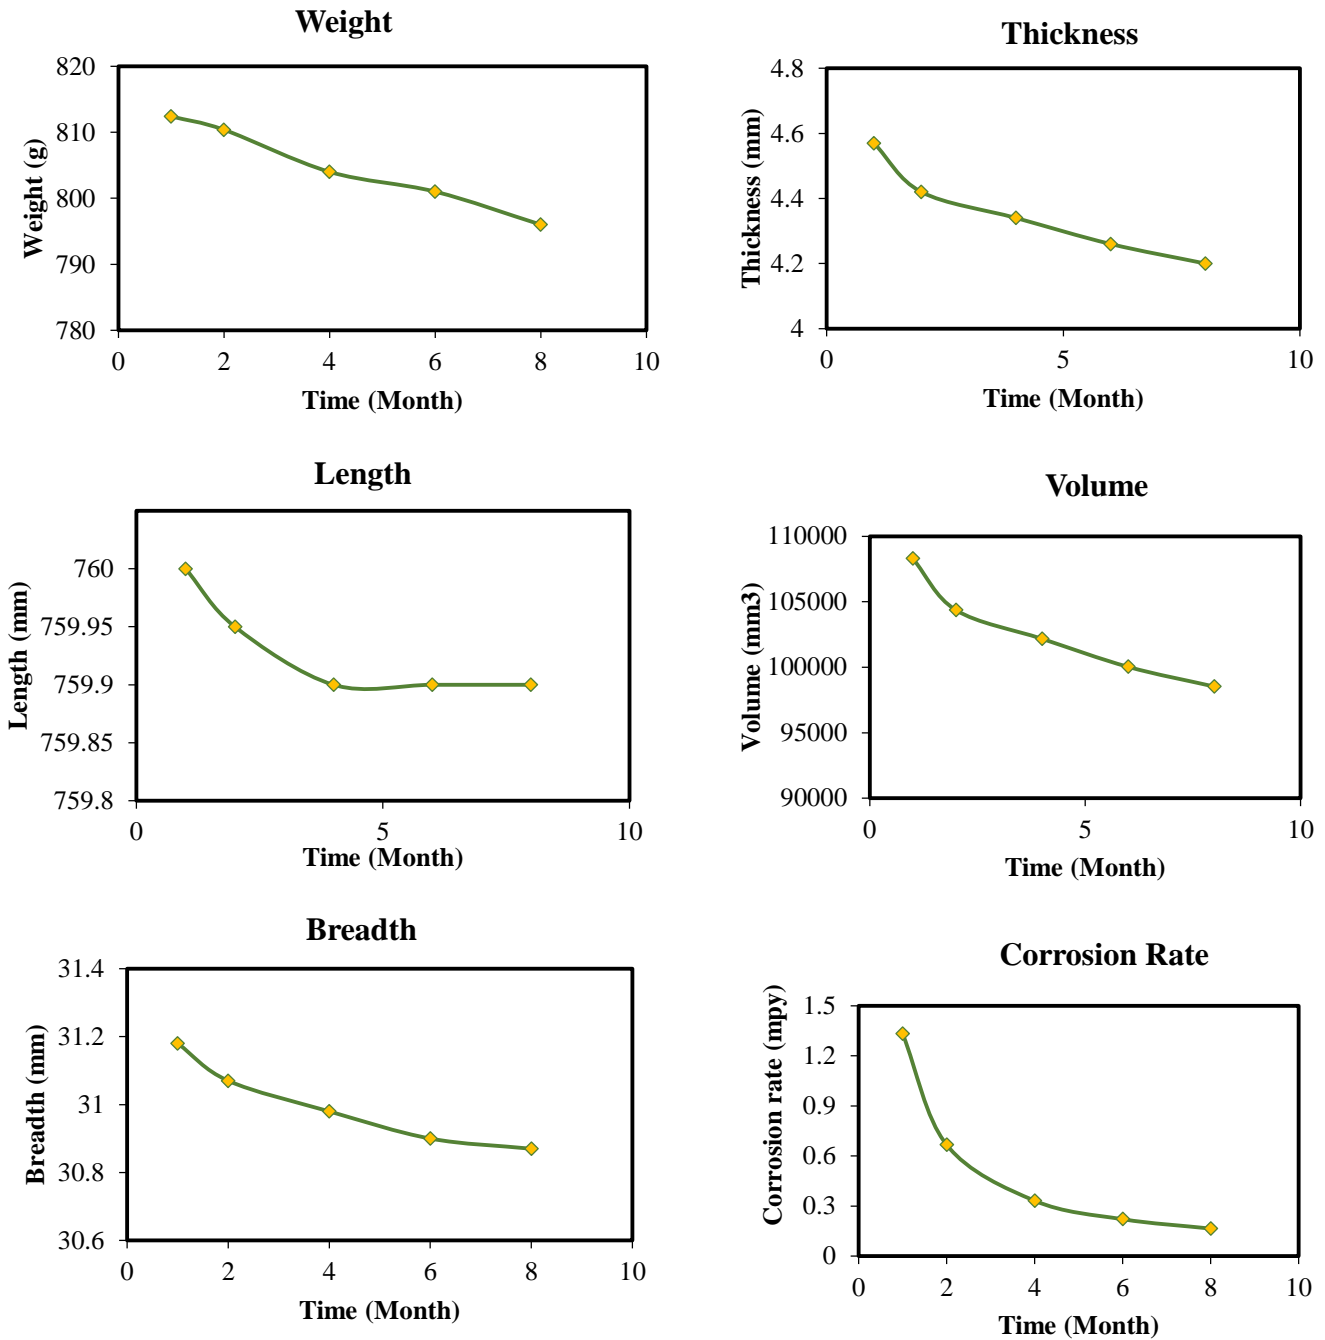 Weight
820
810
800
790
780
Weight (g)
0 2 4 6 8 10
Time (Month)
Thickness
4.8
4.6
4.4
4.2
4
Thickness (mm)
0 5 10
Time (Month)
Length
760
759.95
759.9
759.85
759.8
Length (mm)
0 5 10
Time (Month)
Volume
110000
105000
100000
95000
90000
Volume (mm3)
0 5 10
Time (Month)
Breadth
31.4
31.2
31
30.8
30.6
Breadth (mm)
0 2 4 6 8 10
Time (Month)
Corrosion Rate
1.5
1.2
0.9
0.6
0.3
0
Corrosion rate (mpy)
0 2 4 6 8 10
Time (Month)